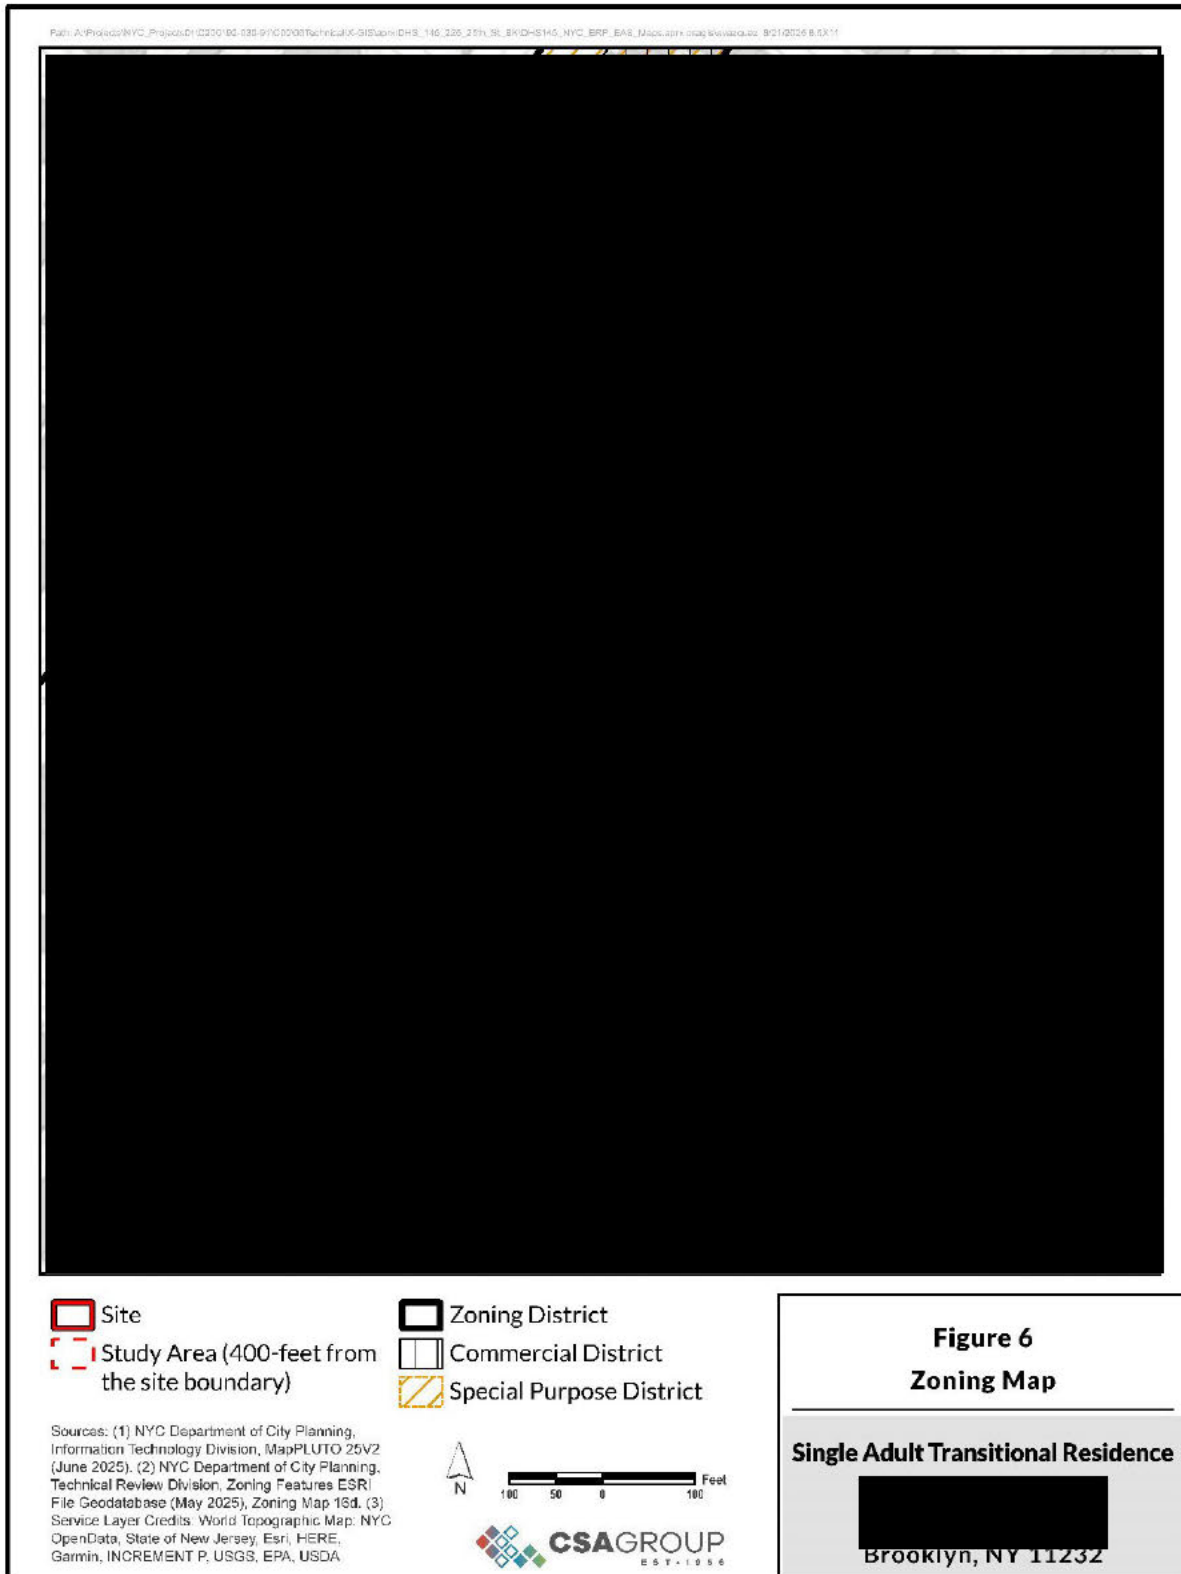 Site
Study Area (400-feet from
the site boundary)
Zoning District
Commercial District
Special Purpose District
Sources: (1) NYC Department of City Planning,
Information Technology Division, MapPLUTO 25V2
(June 2025). (2) NYC Department of City Planning,
Technical Review Division, Zoning Features ESRI
File Geodatabase (May 2025), Zoning Map 16d. (3)
Service Layer Credits: World Topographic Map: NYC
OpenData, State of New Jersey, Esri, HERE,
Garmin, INCREMENT P, USGS, EPA, USDA
N
100 50 0 100 Feet
CSAGROUP
EST•1956
Figure 6
Zoning Map
Single Adult Transitional Residence
Brooklyn, NY 11232